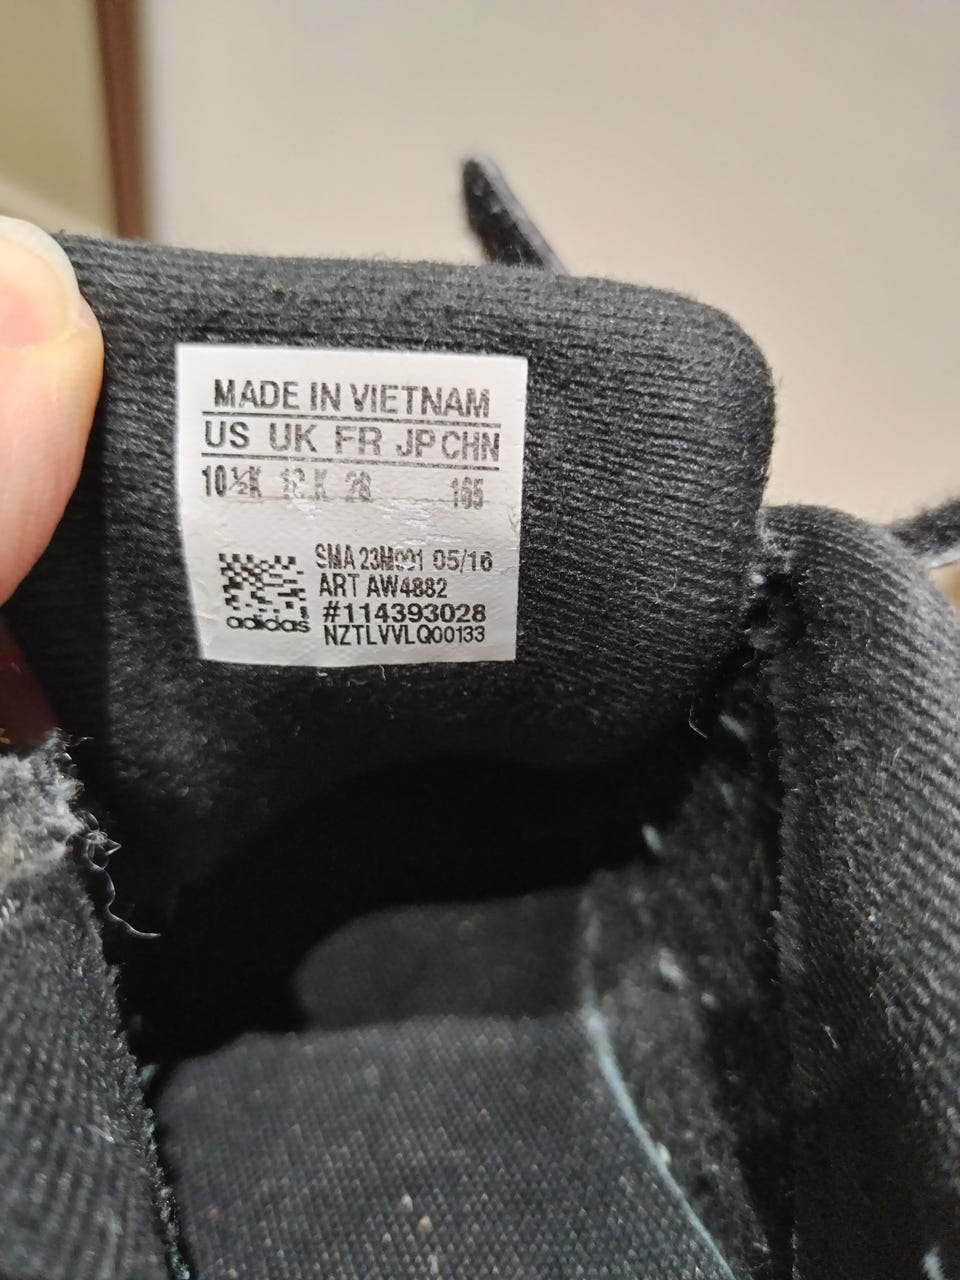 MADE IN VIETNAM
US UK FR JP CHN
10½K K 28 165
SMA 23M001 05/16
ART AW4882
#114393028
adidas
NZTLVVLQ00133